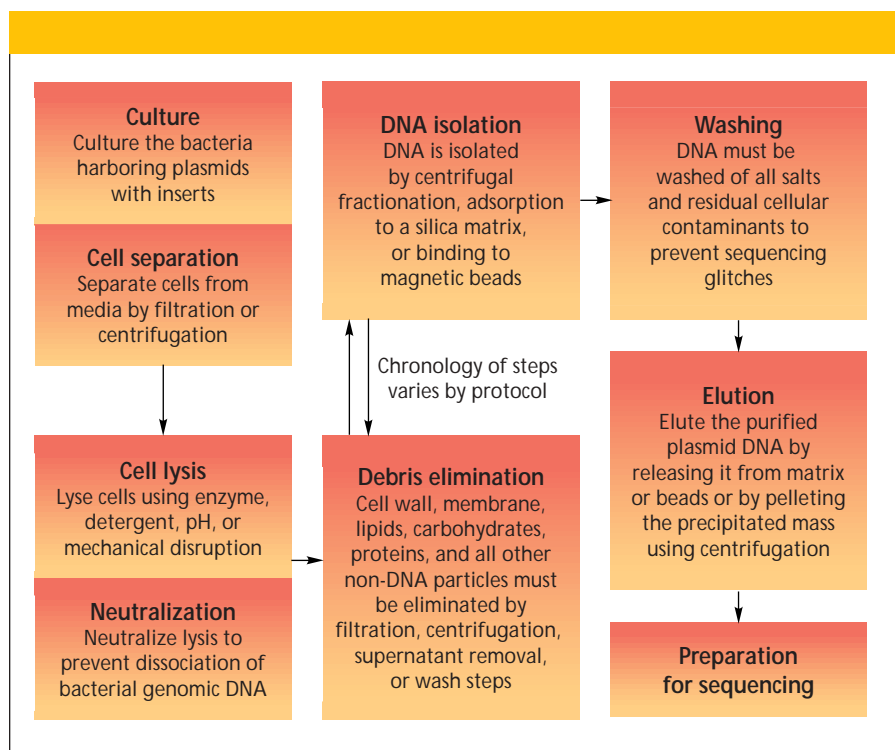 Culture
Culture the bacteria
harboring plasmids
with inserts
Cell separation
Separate cells from
media by filtration or
centrifugation
Cell lysis
Lyse cells using enzyme,
detergent, pH, or
mechanical disruption
Neutralization
Neutralize lysis to
prevent dissociation of
bacterial genomic DNA
DNA isolation
DNA is isolated
by centrifugal
fractionation, adsorption
to a silica matrix,
or binding to
magnetic beads
Chronology of steps
varies by protocol
Debris elimination
Cell wall, membrane,
lipids, carbohydrates,
proteins, and all other
non-DNA particles must
be eliminated by
filtration, centrifugation,
supernatant removal,
or wash steps
Washing
DNA must be
washed of all salts
and residual cellular
contaminants to
prevent sequencing
glitches
Elution
Elute the purified
plasmid DNA by
releasing it from matrix
or beads or by pelleting
the precipitated mass
using centrifugation
Preparation
for sequencing